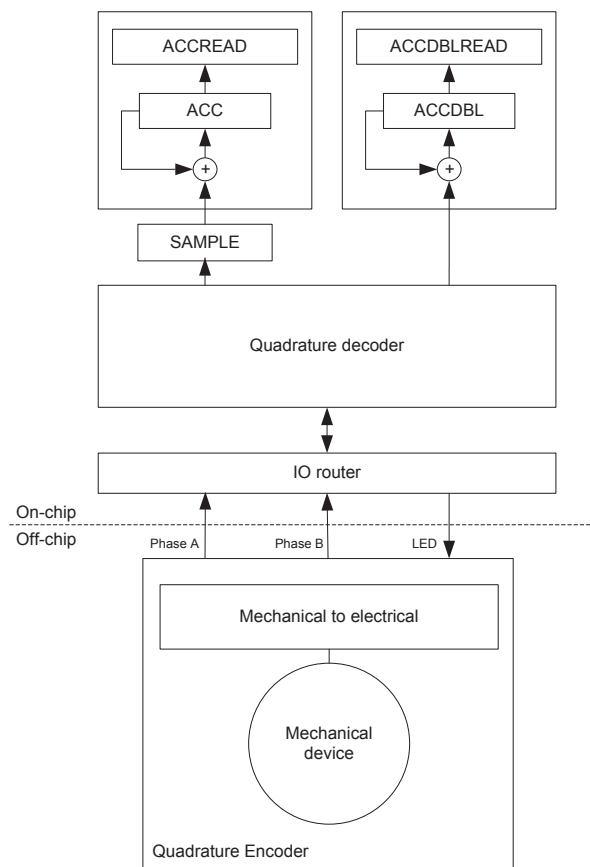 ACCREAD
ACCDBLREAD
ACC
ACCDBL
+
+
SAMPLE
Quadrature decoder
IO router
On-chip
Off-chip
Phase A
Phase B
LED
Mechanical to electrical
Mechanical
device
Quadrature Encoder